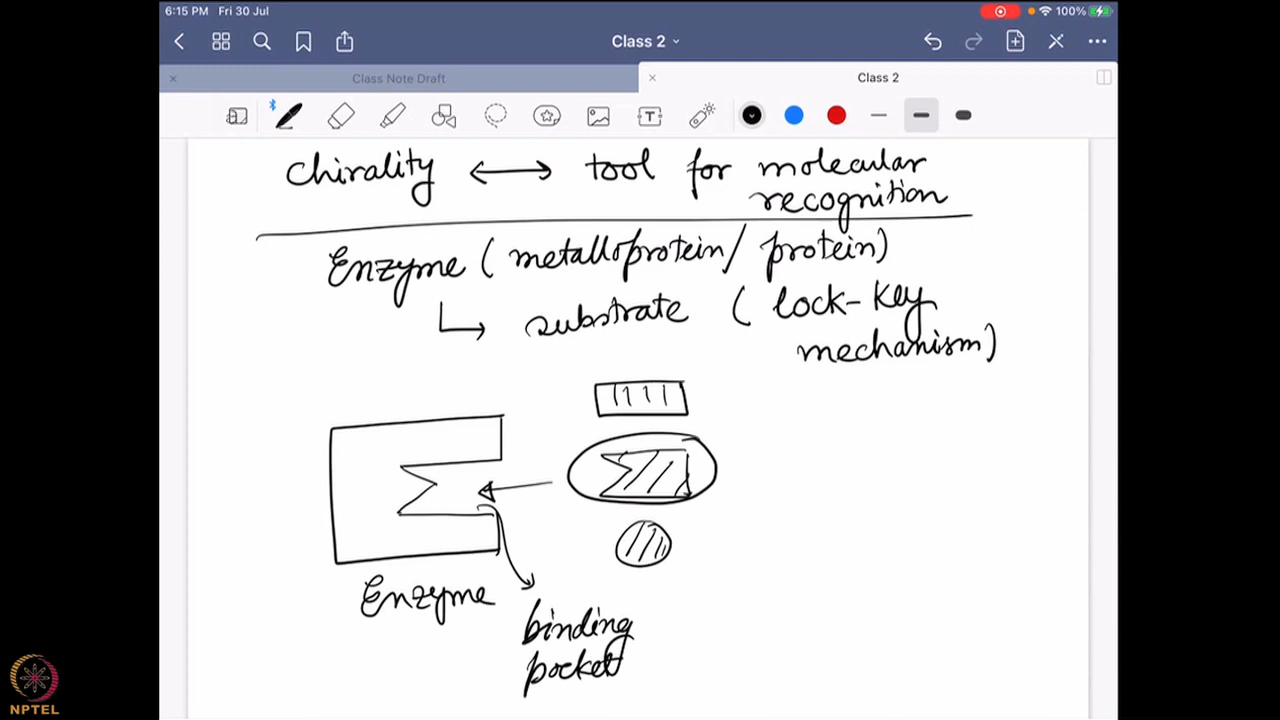 6:15 PM Fri 30 Jul
100%
Class 2
Class Note Draft
Class 2
T
Chirality ↔ tool for molecular
recognition
Enzyme ( metalloprotein/ protein)
↳ substrate ( lock-key
mechanism)
Enzyme
binding
pocket
NPTEL